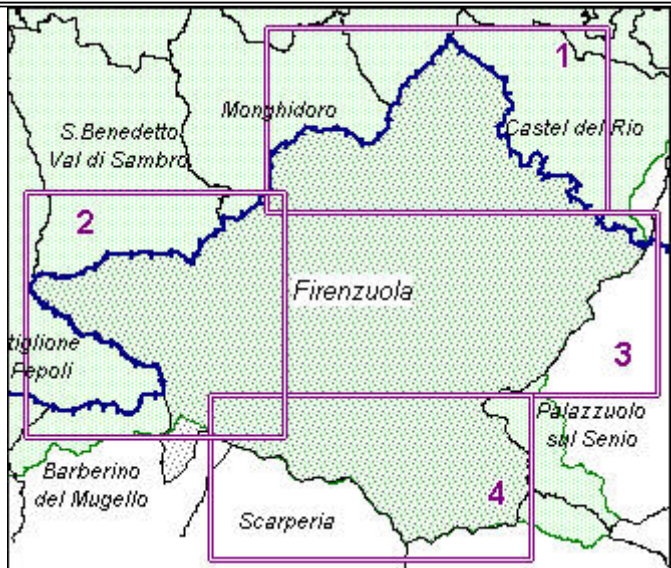 1
Monghidoro
Castel del Rio
S.Benedetto
Val di Sambro
2
Firenzuola
tiglione
Pepoli
3
Palazzuolo
sul Senio
Barberino
del Mugello
4
Scarperia